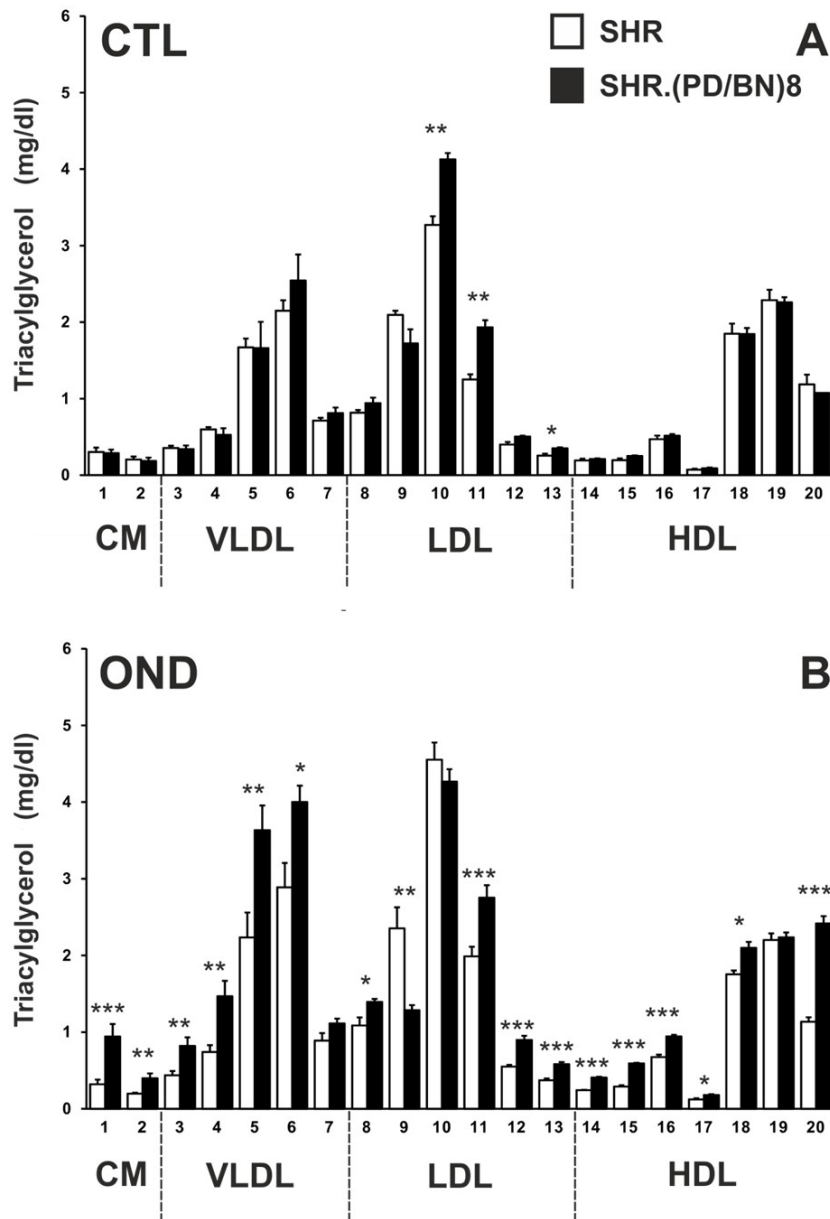 CTL
A
SHR
SHR.(PD/BN)8
Triacylglycerol (mg/dl)
6
5
4
3
2
1
0
**
**
*
1 2 3 4 5 6 7 8 9 10 11 12 13 14 15 16 17 18 19 20
CM VLDL LDL HDL
OND
B
Triacylglycerol (mg/dl)
6
5
4
3
2
1
0
*** ** ** ** ** * * ** *** *** *** *** *** *** * * ***
1 2 3 4 5 6 7 8 9 10 11 12 13 14 15 16 17 18 19 20
CM VLDL LDL HDL